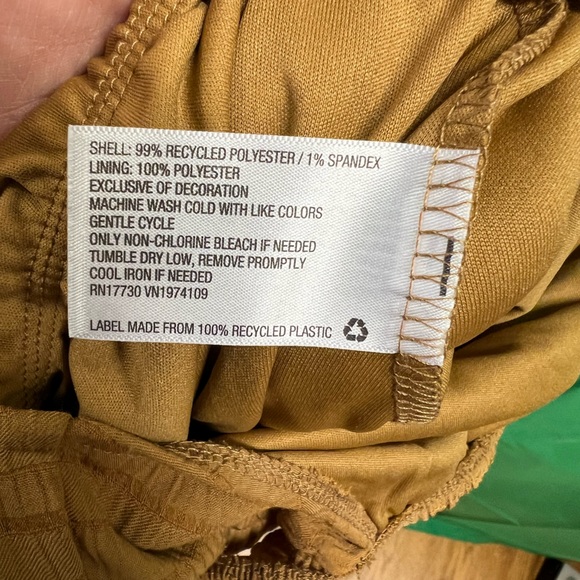 SHELL: 99% RECYCLED POLYESTER / 1% SPANDEX
LINING: 100% POLYESTER
EXCLUSIVE OF DECORATION
MACHINE WASH COLD WITH LIKE COLORS
GENTLE CYCLE
ONLY NON-CHLORINE BLEACH IF NEEDED
TUMBLE DRY LOW, REMOVE PROMPTLY
COOL IRON IF NEEDED
RN17730 VN1974109
LABEL MADE FROM 100% RECYCLED PLASTIC